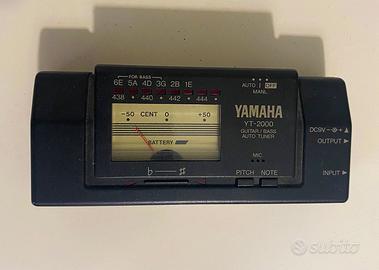 FOR BASS
6E 5A 4D 3G 2B 1E
438 · 440 · 442 · 444 ·
-50 CENT 0 +50
BATTERY
♭ ♯
AUTO OFF
MANL
YAMAHA
YT-2000
GUITAR/BASS
AUTO TUNER
MIC
PITCH NOTE
DC9V
OUTPUT ▶
INPUT ▶
subito